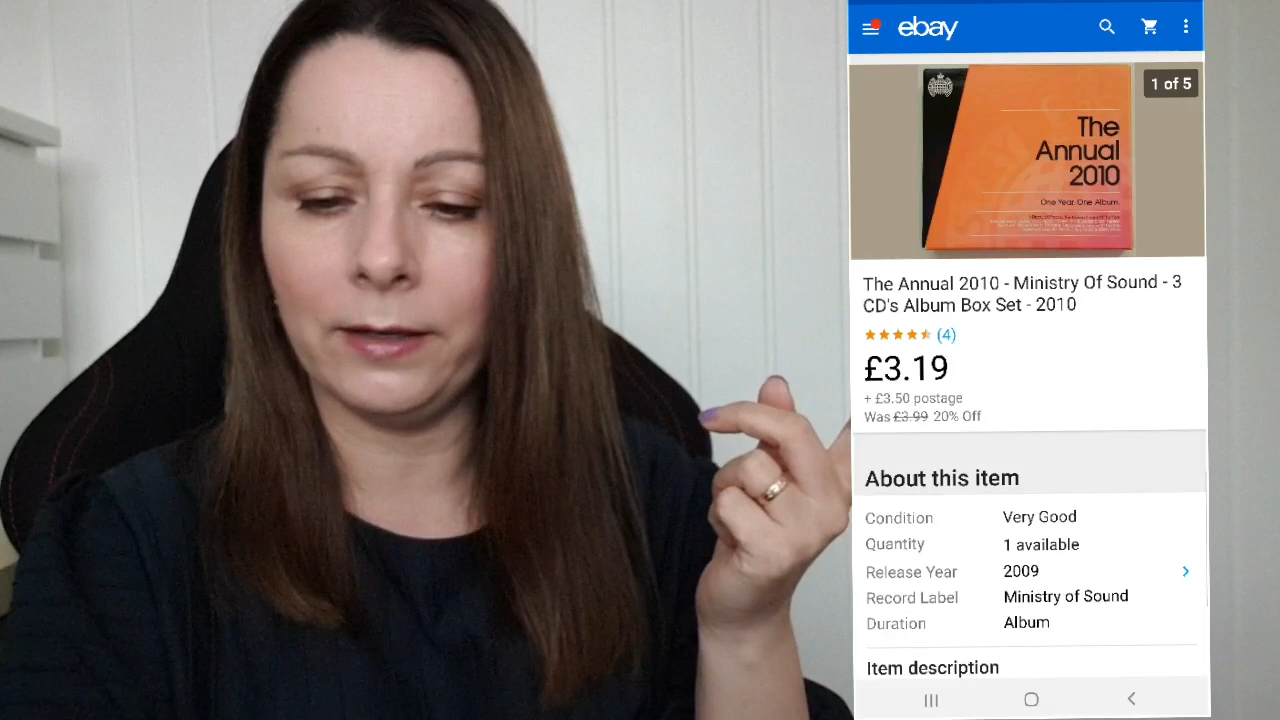 ebay
1 of 5
The
Annual
2010
One Year. One Album.
The Annual 2010 - Ministry Of Sound - 3
CD's Album Box Set - 2010
(4)
£3.19
+ £3.50 postage
Was £3.99 20% Off
About this item
Condition Very Good
Quantity 1 available
Release Year 2009
Record Label Ministry of Sound
Duration Album
Item description